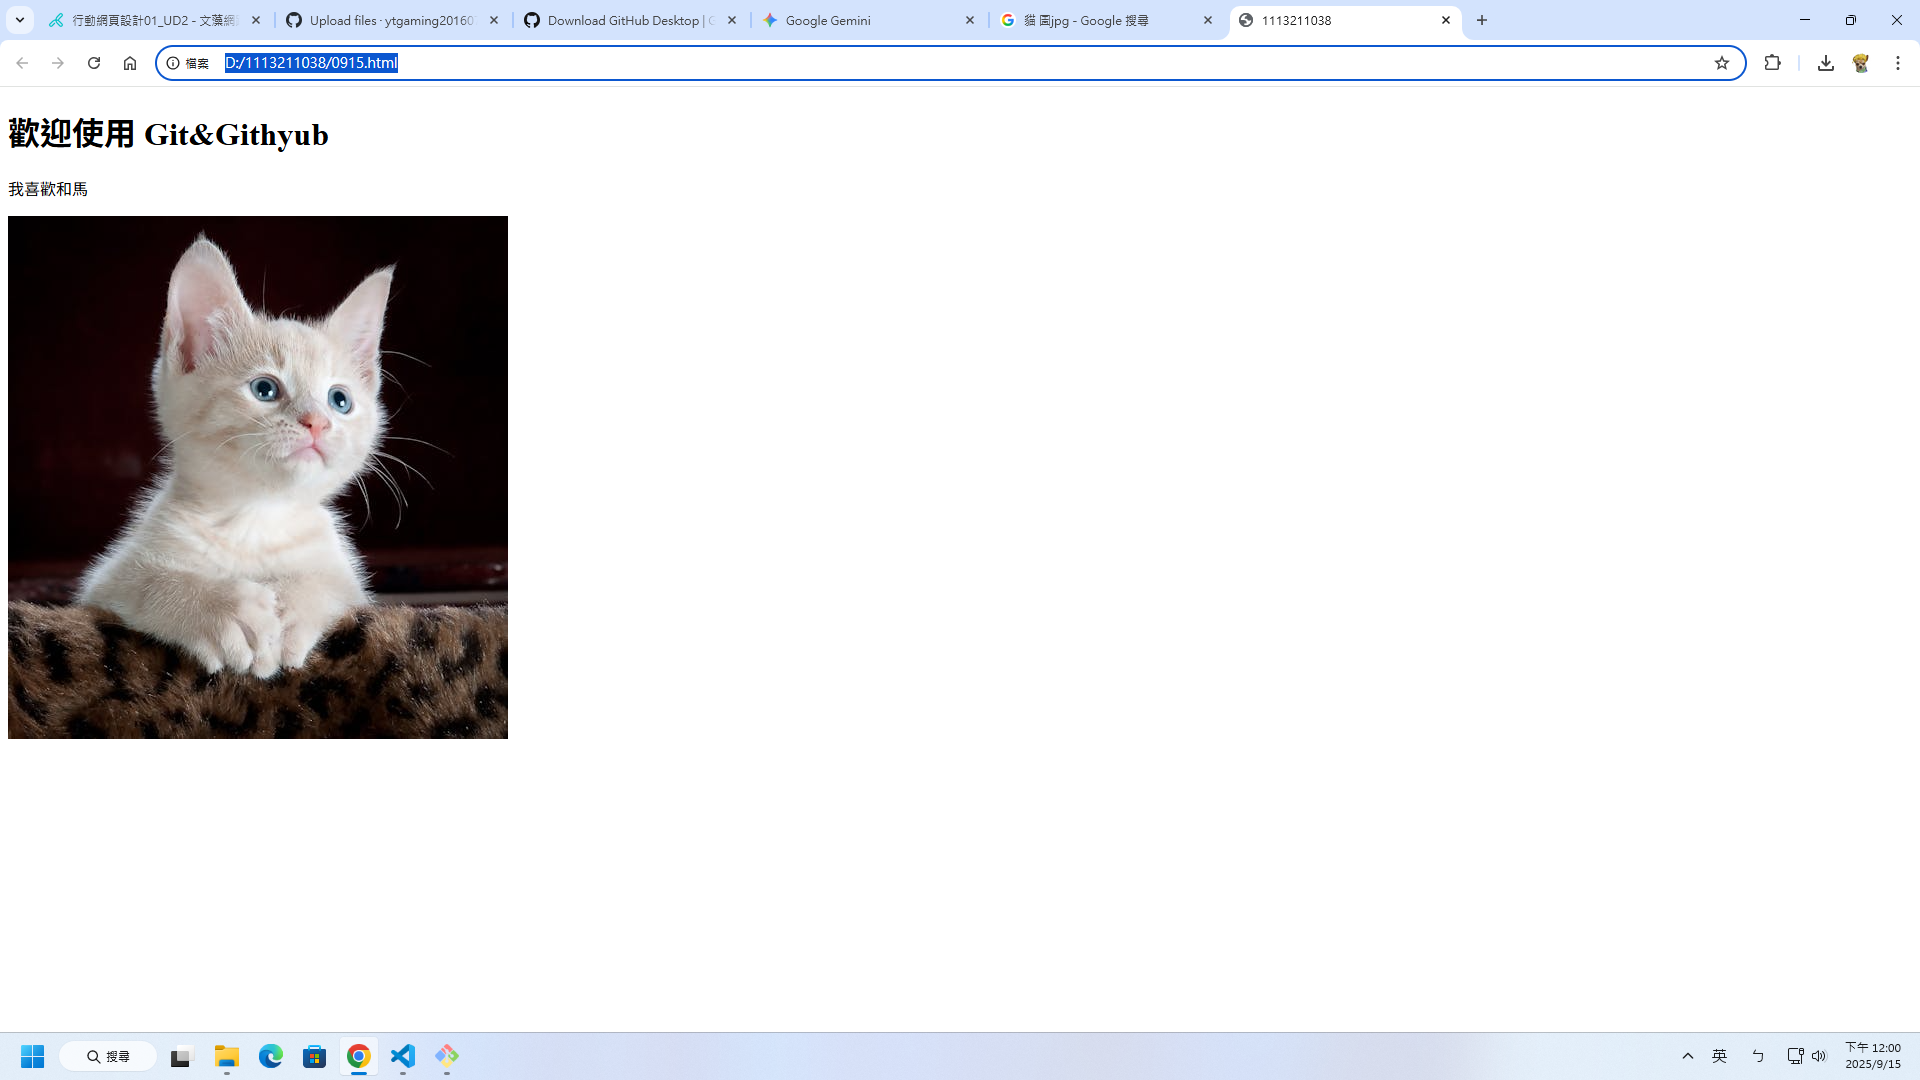 行動網頁設計01_UD2 - 文藻網
Upload files · ytgaming20160
Download GitHub Desktop | G
Google Gemini
貓 圖jpg - Google 搜尋
1113211038
檔案
D:/1113211038/0915.html
歡迎使用 Git&Githyub
我喜歡和馬
搜尋
英
ㄅ
下午 12:00
2025/9/15